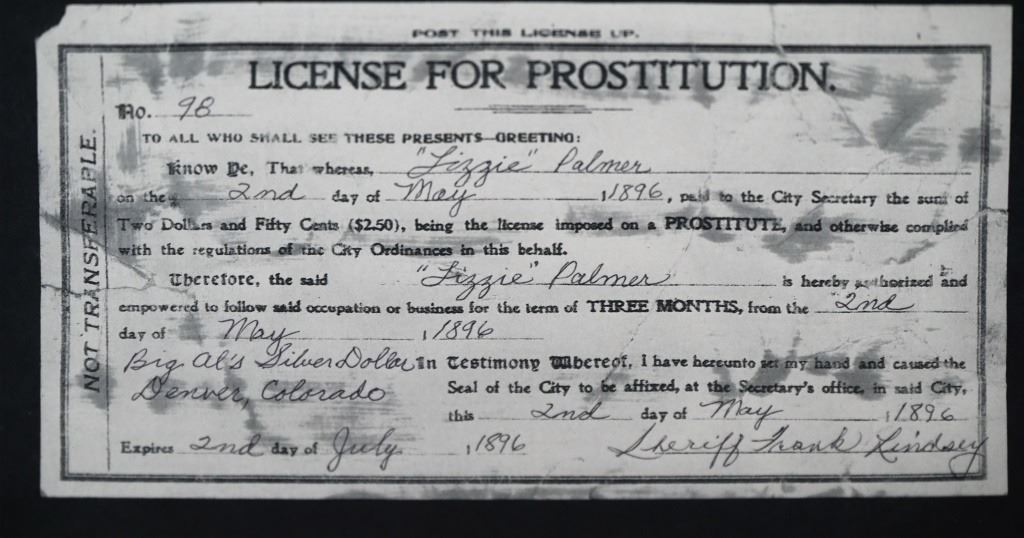 POST THIS LICENSE UP.
LICENSE FOR PROSTITUTION.
No. 98
TO ALL WHO SHALL SEE THESE PRESENTS—GREETING:
Know Ye, That whereas, "Lizzie" Palmer
on the 2nd day of May, 1896, paid to the City Secretary the sum of
Two Dollars and Fifty Cents ($2.50), being the license imposed on a PROSTITUTE, and otherwise complied
with the regulations of the City Ordinances in this behalf.
Therefore, the said "Lizzie" Palmer is hereby authorized and
empowered to follow said occupation or business for the term of THREE MONTHS, from the 2nd
day of May, 1896
Big Al's Silver Dollar
Denver, Colorado
In Testimony Whereof, I have hereunto set my hand and caused the
Seal of the City to be affixed, at the Secretary's office, in said City,
this 2nd day of May, 1896
Expires 2nd day of July, 1896
Sheriff Frank Lindsey
NOT TRANSFERABLE.